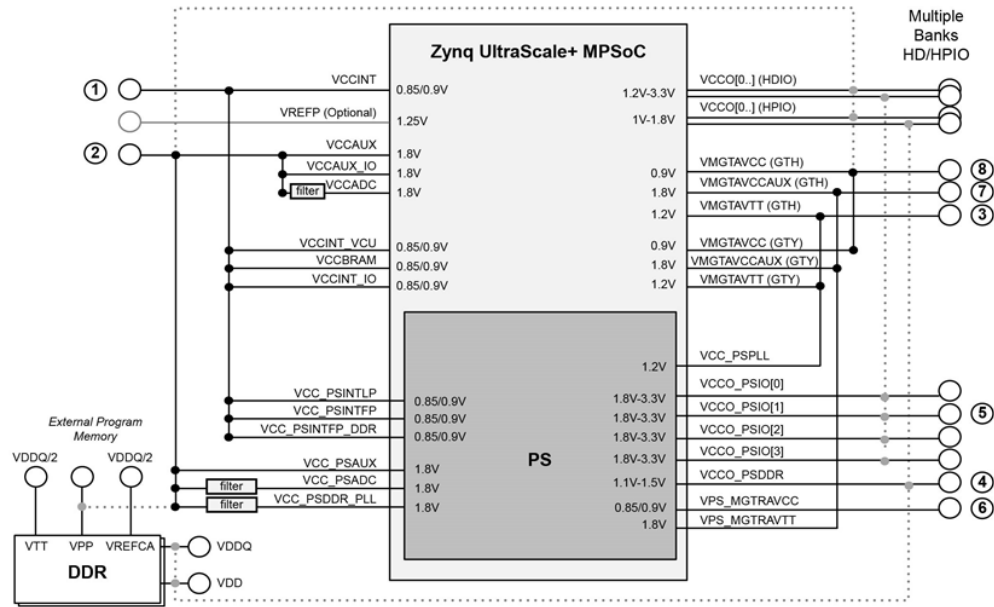 Multiple
Banks
HD/HPIO
Zynq UltraScale+ MPSoC
1
VCCINT
0.85/0.9V
VREFP (Optional)
1.25V
2
VCCAUX
1.8V
VCCAUX_IO
1.8V
filter
VCCADC
1.8V
VCCINT_VCU
0.85/0.9V
VCCBRAM
0.85/0.9V
VCCINT_IO
0.85/0.9V
VCCO[0..] (HDIO)
1.2V-3.3V
VCCO[0..] (HPIO)
1V-1.8V
VMGTAVCC (GTH)
0.9V
8
VMGTAVCCAUX (GTH)
1.8V
7
VMGTAVTT (GTH)
1.2V
3
0.9V
VMGTAVCC (GTY)
1.8V
VMGTAVCCAUX (GTY)
1.2V
VMGTAVTT (GTY)
PS
VCC_PSPLL
1.2V
VCC_PSINTLP
0.85/0.9V
VCC_PSINTFP
0.85/0.9V
VCC_PSINTFP_DDR
0.85/0.9V
VCC_PSAUX
1.8V
filter
VCC_PSADC
1.8V
filter
VCC_PSDDR_PLL
1.8V
VCCO_PSIO[0]
1.8V-3.3V
VCCO_PSIO[1]
1.8V-3.3V
5
VCCO_PSIO[2]
1.8V-3.3V
VCCO_PSIO[3]
1.8V-3.3V
VCCO_PSDDR
1.1V-1.5V
4
VPS_MGTRAVCC
0.85/0.9V
6
VPS_MGTRAVTT
1.8V
External Program
Memory
VDDQ/2
VDDQ/2
VTT
VPP
VREFCA
DDR
VDDQ
VDD